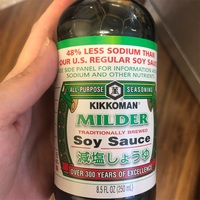 48% LESS SODIUM THAN
OUR U.S. REGULAR SOY SAUCE
SIDE PANEL FOR INFORMATION
SODIUM AND OTHER NUTRIENTS
ALL-PURPOSE SEASONING
KIKKOMAN
MILDER
TRADITIONALLY BREWED
Soy Sauce
減塩しょうゆ
OVER 300 YEARS OF EXCELLENCE
8.5 FL OZ (250 mL)